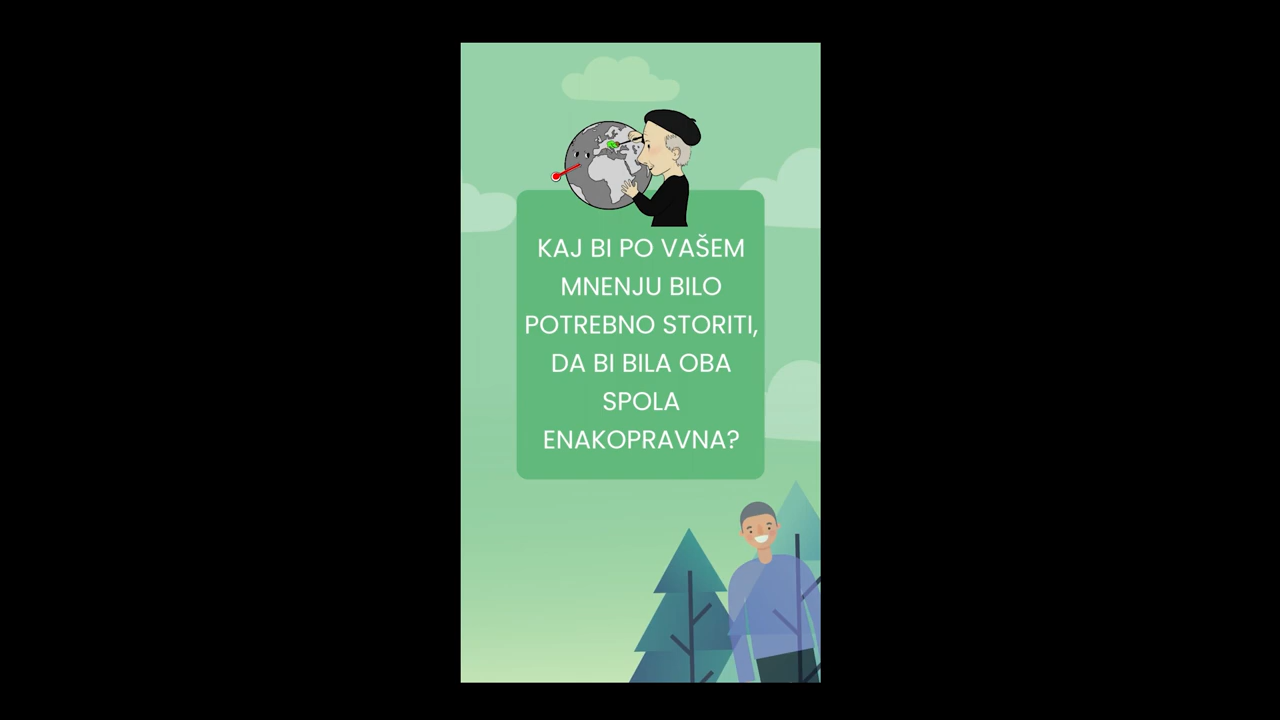 KAJ BI PO VAŠEM
MNENJU BILO
POTREBNO STORITI,
DA BI BILA OBA
SPOLA
ENAKOPRAVNA?